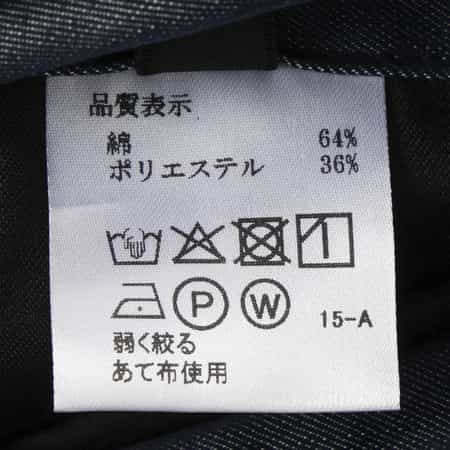 品質表示
綿 64%
ポリエステル 36%
P W 15-A
弱く絞る
あて布使用